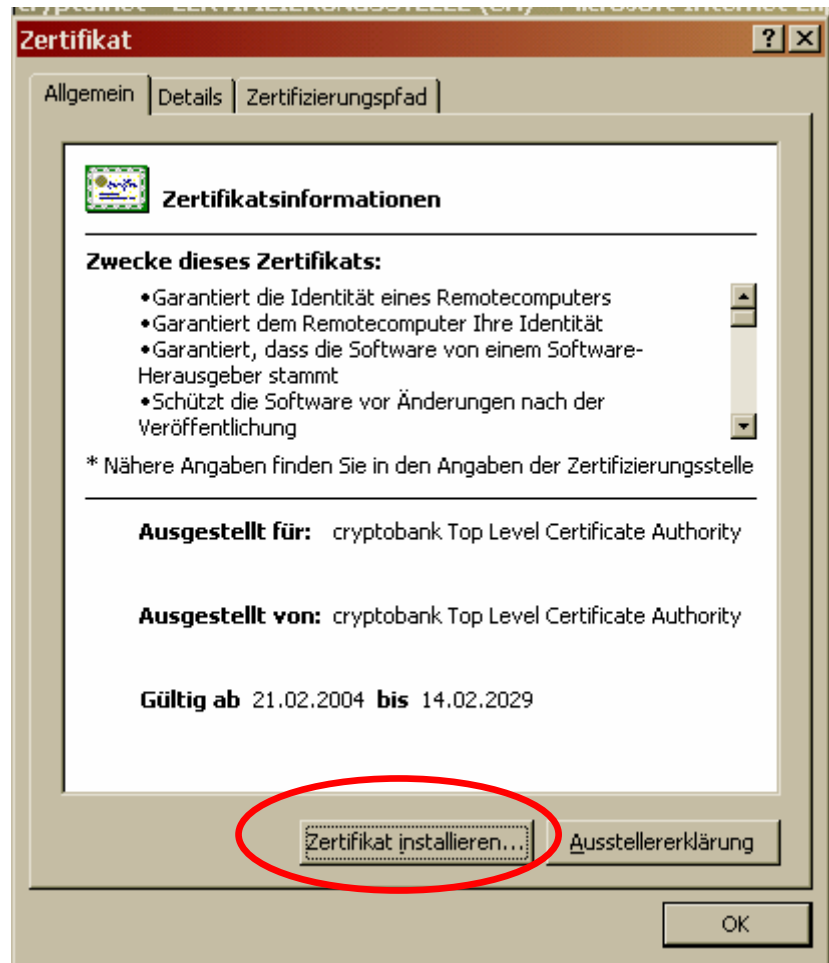 Zertifikat
Allgemein Details Zertifizierungspfad
Zertifikatsinformationen
Zwecke dieses Zertifikats:
•Garantiert die Identität eines Remotecomputers
•Garantiert dem Remotecomputer Ihre Identität
•Garantiert, dass die Software von einem Software-
Herausgeber stammt
•Schützt die Software vor Änderungen nach der
Veröffentlichung
* Nähere Angaben finden Sie in den Angaben der Zertifizierungsstelle
Ausgestellt für: cryptobank Top Level Certificate Authority
Ausgestellt von: cryptobank Top Level Certificate Authority
Gültig ab 21.02.2004 bis 14.02.2029
Zertifikat installieren... Ausstellererklärung
OK